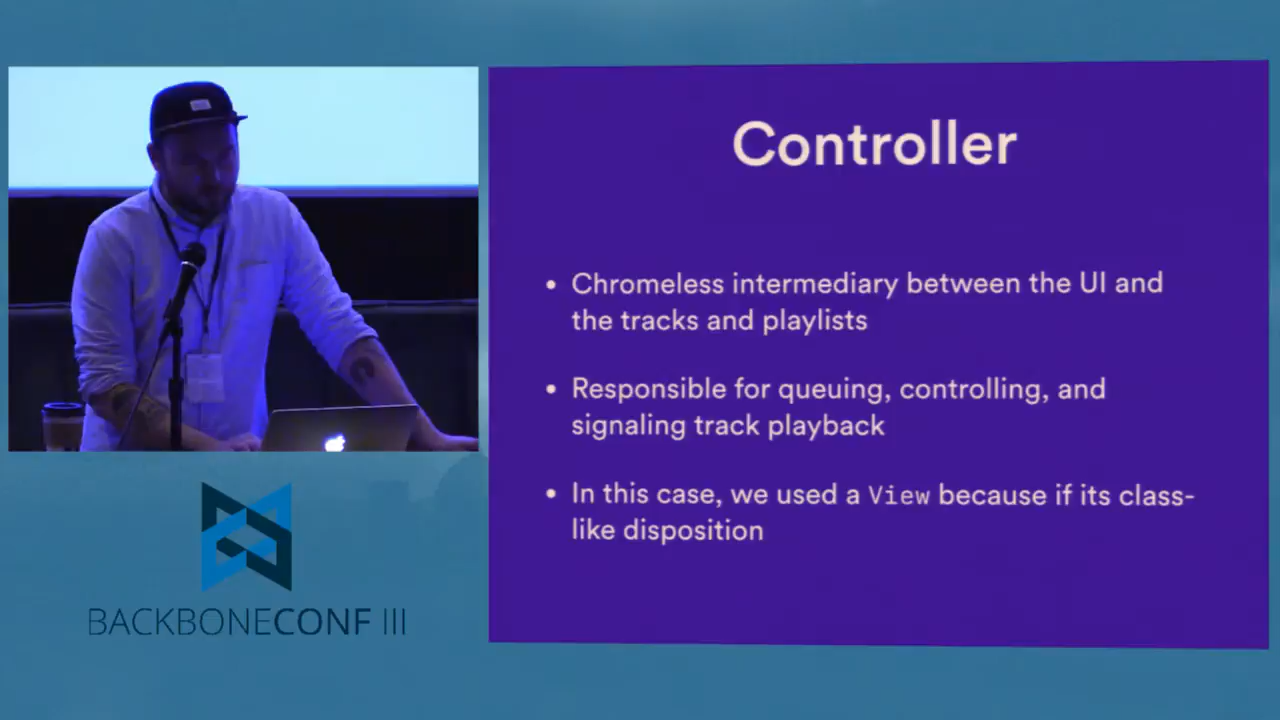 Controller
• Chromeless intermediary between the UI and
the tracks and playlists
• Responsible for queuing, controlling, and
signaling track playback
• In this case, we used a View because if its class-
like disposition
BACKBONECONF III